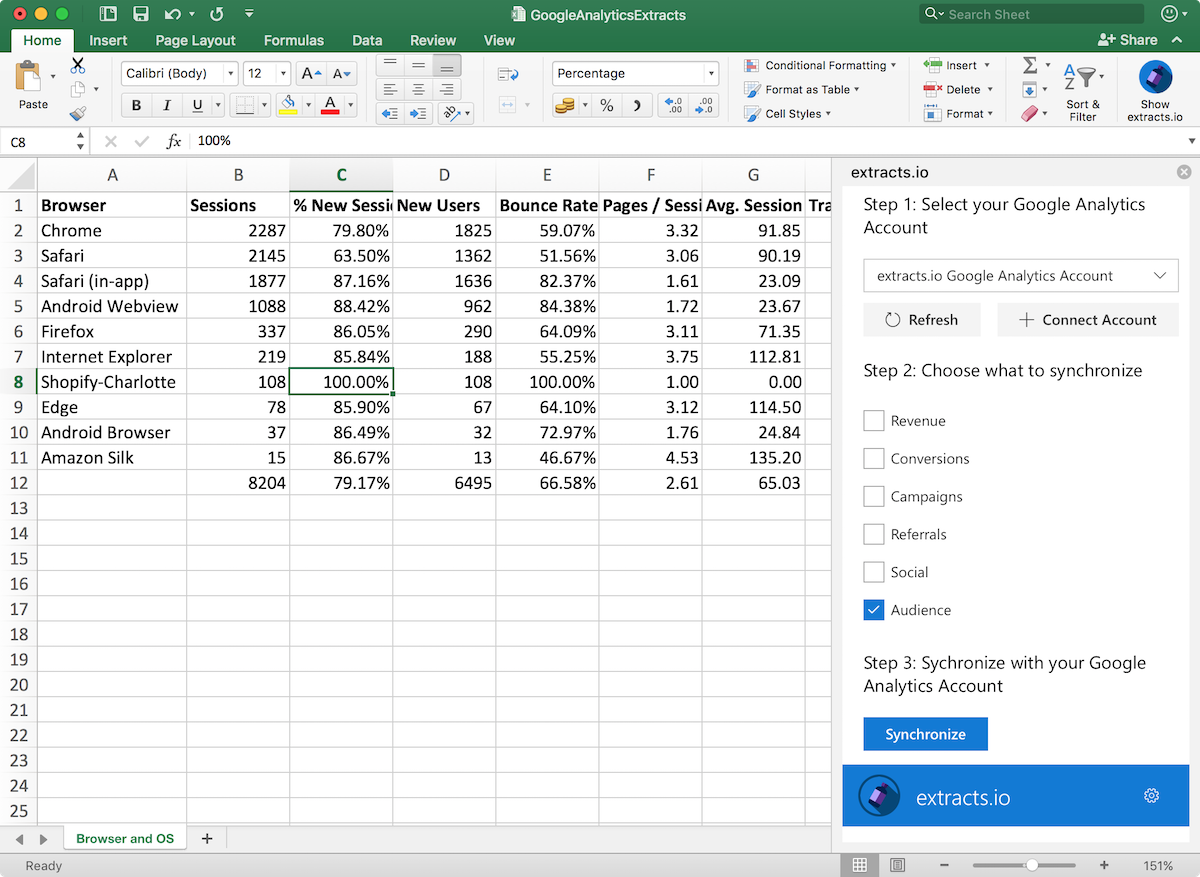 GoogleAnalyticsExtracts
Search Sheet
Home Insert Page Layout Formulas Data Review View Share
Paste
Calibri (Body) 12 A A
B I U A
Percentage
% )
Conditional Formatting
Format as Table
Cell Styles
Insert
Delete
Format
Sort &
Filter
Show
extracts.io
C8 fx 100%
A B C D E F G
1 Browser Sessions % New Sessi New Users Bounce Rate Pages / Sessi Avg. Session Tra
2 Chrome 2287 79.80% 1825 59.07% 3.32 91.85
3 Safari 2145 63.50% 1362 51.56% 3.06 90.19
4 Safari (in-app) 1877 87.16% 1636 82.37% 1.61 23.09
5 Android Webview 1088 88.42% 962 84.38% 1.72 23.67
6 Firefox 337 86.05% 290 64.09% 3.11 71.35
7 Internet Explorer 219 85.84% 188 55.25% 3.75 112.81
8 Shopify-Charlotte 108 100.00% 108 100.00% 1.00 0.00
9 Edge 78 85.90% 67 64.10% 3.12 114.50
10 Android Browser 37 86.49% 32 72.97% 1.76 24.84
11 Amazon Silk 15 86.67% 13 46.67% 4.53 135.20
12 8204 79.17% 6495 66.58% 2.61 65.03
13
14
15
16
17
18
19
20
21
22
23
24
25
extracts.io
Step 1: Select your Google Analytics
Account
extracts.io Google Analytics Account
Refresh Connect Account
Step 2: Choose what to synchronize
Revenue
Conversions
Campaigns
Referrals
Social
Audience
Step 3: Sychronize with your Google
Analytics Account
Synchronize
extracts.io
Browser and OS +
Ready
151%